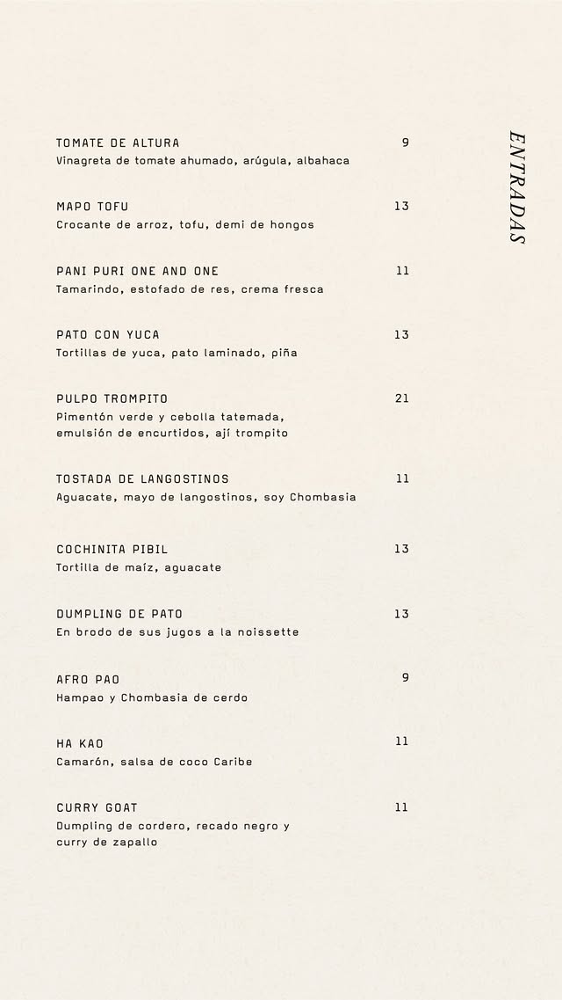 ENTRADAS
TOMATE DE ALTURA 9
Vinagreta de tomate ahumado, arúgula, albahaca
MAPO TOFU 13
Crocante de arroz, tofu, demi de hongos
PANI PURI ONE AND ONE 11
Tamarindo, estofado de res, crema fresca
PATO CON YUCA 13
Tortillas de yuca, pato laminado, piña
PULPO TROMPITO 21
Pimentón verde y cebolla tatemada,
emulsión de encurtidos, ají trompito
TOSTADA DE LANGOSTINOS 11
Aguacate, mayo de langostinos, soy Chombasia
COCHINITA PIBIL 13
Tortilla de maíz, aguacate
DUMPLING DE PATO 13
En brodo de sus jugos a la noissette
AFRO PAO 9
Hampao y Chombasia de cerdo
HA KAO 11
Camarón, salsa de coco Caribe
CURRY GOAT 11
Dumpling de cordero, recado negro y
curry de zapallo